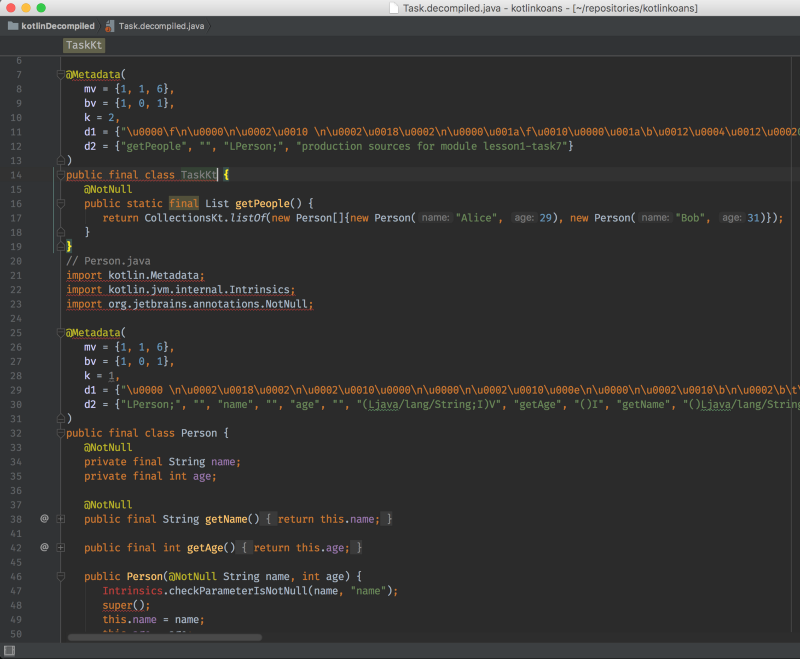 Task.decompiled.java - kotlinkoans - [~/repositories/kotlinkoans]
kotlinDecompiled Task.decompiled.java
TaskKt
6
7 @Metadata(
8 mv = {1, 1, 6},
9 bv = {1, 0, 1},
10 k = 2,
11 d1 = {"\u0000\f\n\u0000\n\u0002\u0010 \n\u0002\u0018\u0002\n\u0000\u001a\f\u0010\u0000\u001a\b\u0012\u0004\u0012\u00020
12 d2 = {"getPeople", "", "LPerson;", "production sources for module lesson1-task7"}
13 )
14 public final class TaskKt {
15 @NotNull
16 public static final List getPeople() {
17 return CollectionsKt.listOf(new Person[]{new Person( name: "Alice", age: 29), new Person( name: "Bob", age: 31)});
18 }
19 }
20 // Person.java
21 import kotlin.Metadata;
22 import kotlin.jvm.internal.Intrinsics;
23 import org.jetbrains.annotations.NotNull;
24
25 @Metadata(
26 mv = {1, 1, 6},
27 bv = {1, 0, 1},
28 k = 1,
29 d1 = {"\u0000 \n\u0002\u0018\u0002\n\u0002\u0010\u0000\n\u0000\n\u0002\u0010\u000e\n\u0000\n\u0002\u0010\b\n\u0002\b\t\
30 d2 = {"LPerson;", "", "name", "", "age", "", "(Ljava/lang/String;I)V", "getAge", "()I", "getName", "()Ljava/lang/String
31 )
32 public final class Person {
33 @NotNull
34 private final String name;
35 private final int age;
36
37 @NotNull
38 @ public final String getName() { return this.name; }
41
42 @ public final int getAge() { return this.age; }
45
46 public Person(@NotNull String name, int age) {
47 Intrinsics.checkParameterIsNotNull(name, "name");
48 super();
49 this.name = name;
50